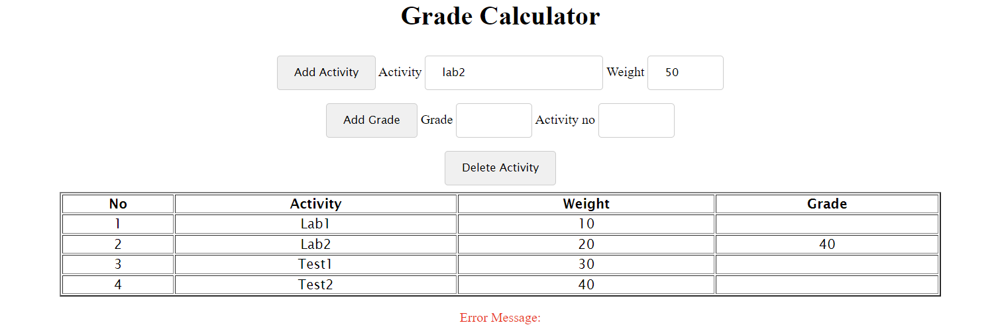 Grade Calculator
Add Activity Activity lab2 Weight 50
Add Grade Grade Activity no
Delete Activity
No Activity Weight Grade
1 Lab1 10
2 Lab2 20 40
3 Test1 30
4 Test2 40
Error Message: